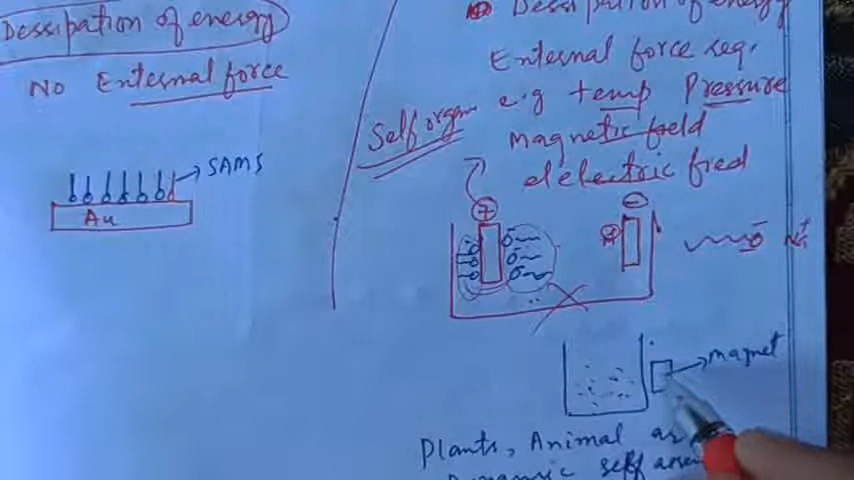 Dessipation of energy
No External force
SAMS
Au
Dessipation of energy
External force req.
e.g temp Pressure
magnetic field
Self organ
electric
+
-
magnet
Plants, Animal
self